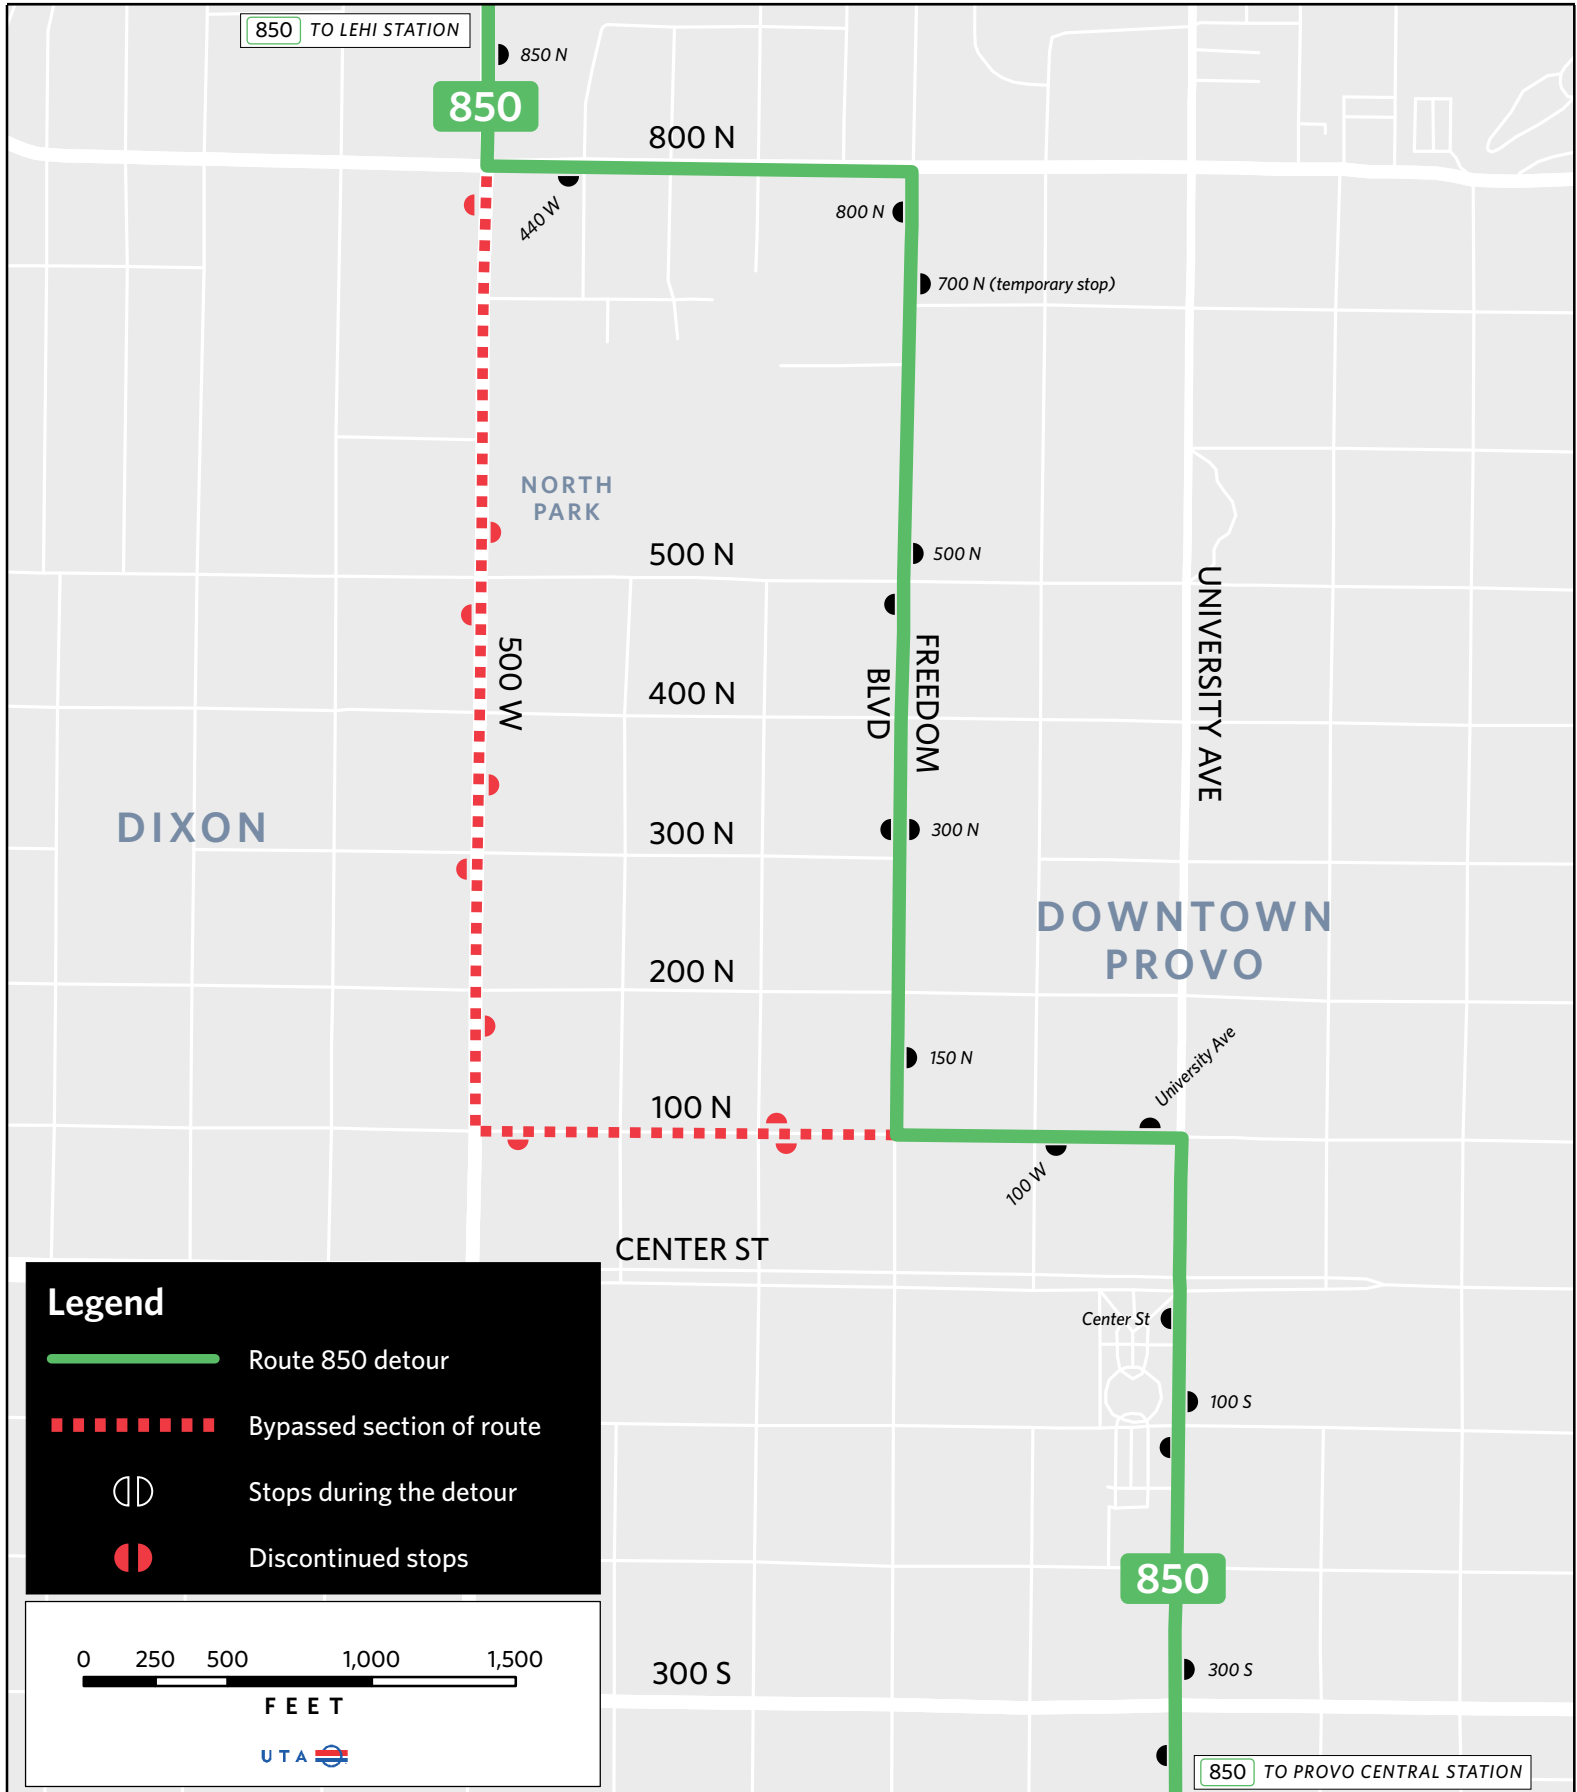 850 TO LEHI STATION
850 N
850
800 N
440 W
800 N
700 N (temporary stop)
NORTH
PARK
500 N
500 N
UNIVERSITY AVE
500 W
FREEDOM
BLVD
400 N
DIXON
300 N
300 N
DOWNTOWN
PROVO
200 N
University Ave
150 N
100 N
100 W
CENTER ST
Legend
Route 850 detour
Bypassed section of route
Stops during the detour
Discontinued stops
Center St
100 S
850
0 250 500 1,000 1,500
FEET
UTA
300 S
300 S
850 TO PROVO CENTRAL STATION